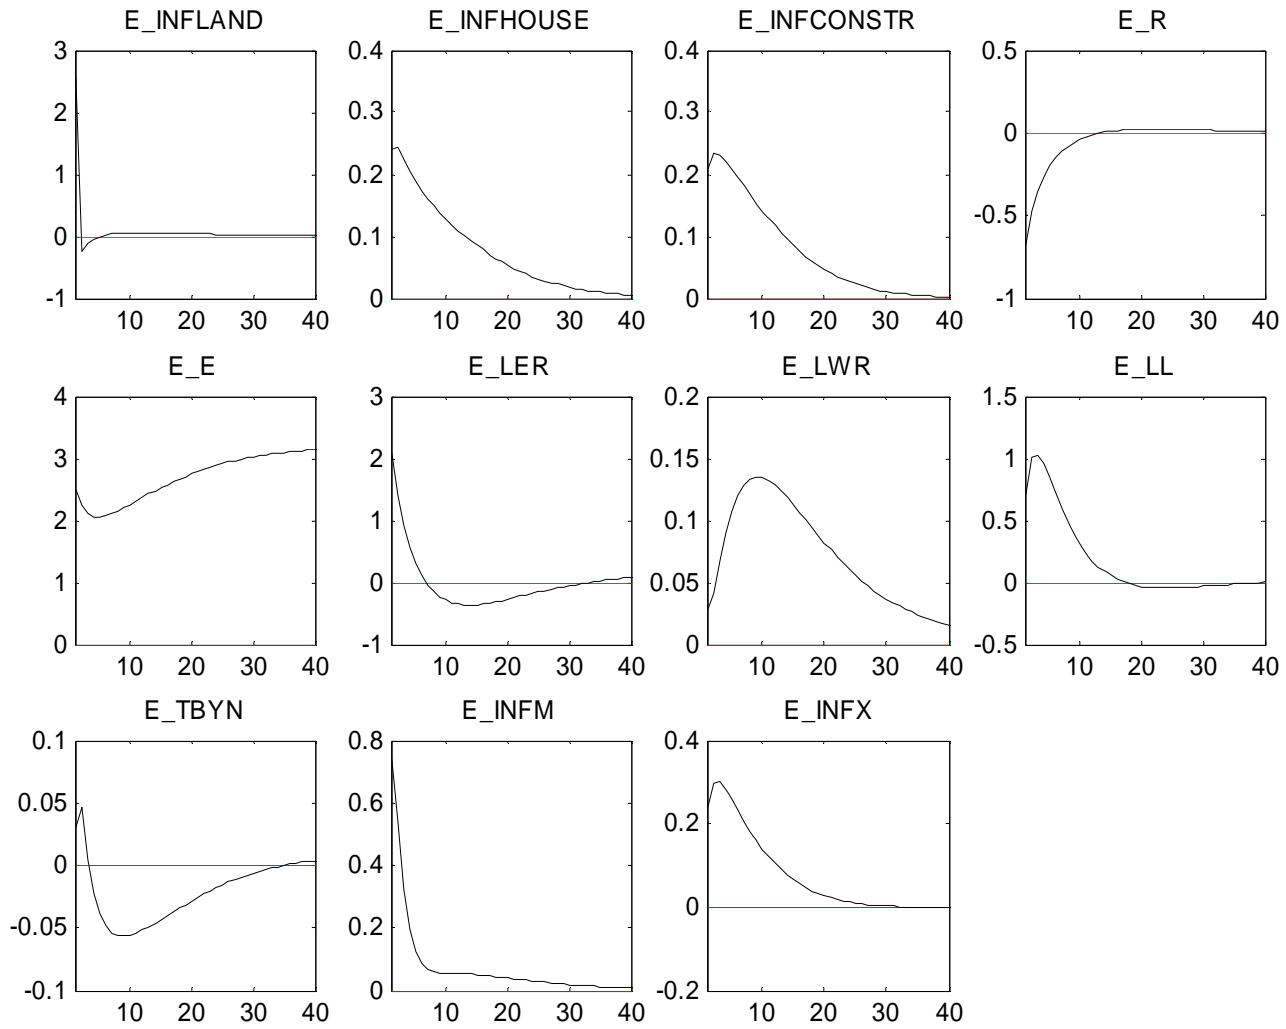 E_INFLAND E_INFHOUSE E_INFCONSTR E_R
3 0.4 0.4 0.5
2 0.3 0.3 0
1 0.2 0.2 -0.5
0 0.1 0.1 -1
-1 0 0
10 20 30 40 10 20 30 40 10 20 30 40 10 20 30 40
E_E E_LER E_LWR E_LL
4 3 0.2 1.5
3 2 0.15 1
2 1 0.1 0.5
1 0 0.05 0
0 -1 0 -0.5
10 20 30 40 10 20 30 40 10 20 30 40 10 20 30 40
E_TBYN E_INFM E_INFX
0.1 0.8 0.4
0.05 0.6 0.2
0 0.4 0
-0.05 0.2 -0.2
-0.1 0
10 20 30 40 10 20 30 40 10 20 30 40